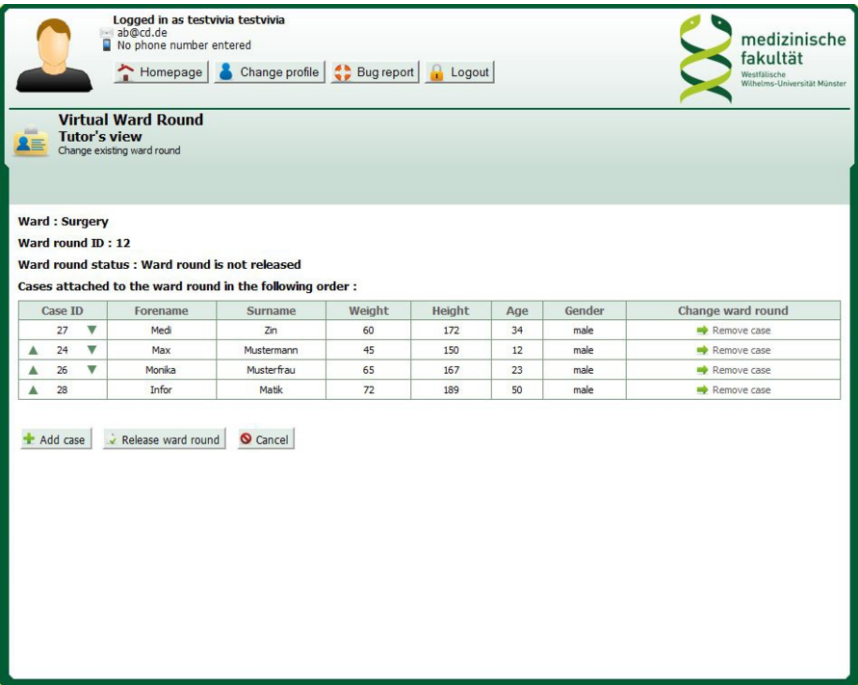 Logged in as testvivia testvivia
ab@cd.de
No phone number entered
Homepage Change profile Bug report Logout
medizinische
fakultät
Westfälische
Wilhelms-Universität Münster
Virtual Ward Round
Tutor's view
Change existing ward round
Ward : Surgery
Ward round ID : 12
Ward round status : Ward round is not released
Cases attached to the ward round in the following order :
Case ID Forename Surname Weight Height Age Gender Change ward round
27 Medi Zin 60 172 34 male Remove case
24 Max Mustermann 45 150 12 male Remove case
26 Monika Musterfrau 65 167 23 male Remove case
28 Infor Matik 72 189 50 male Remove case
Add case Release ward round Cancel